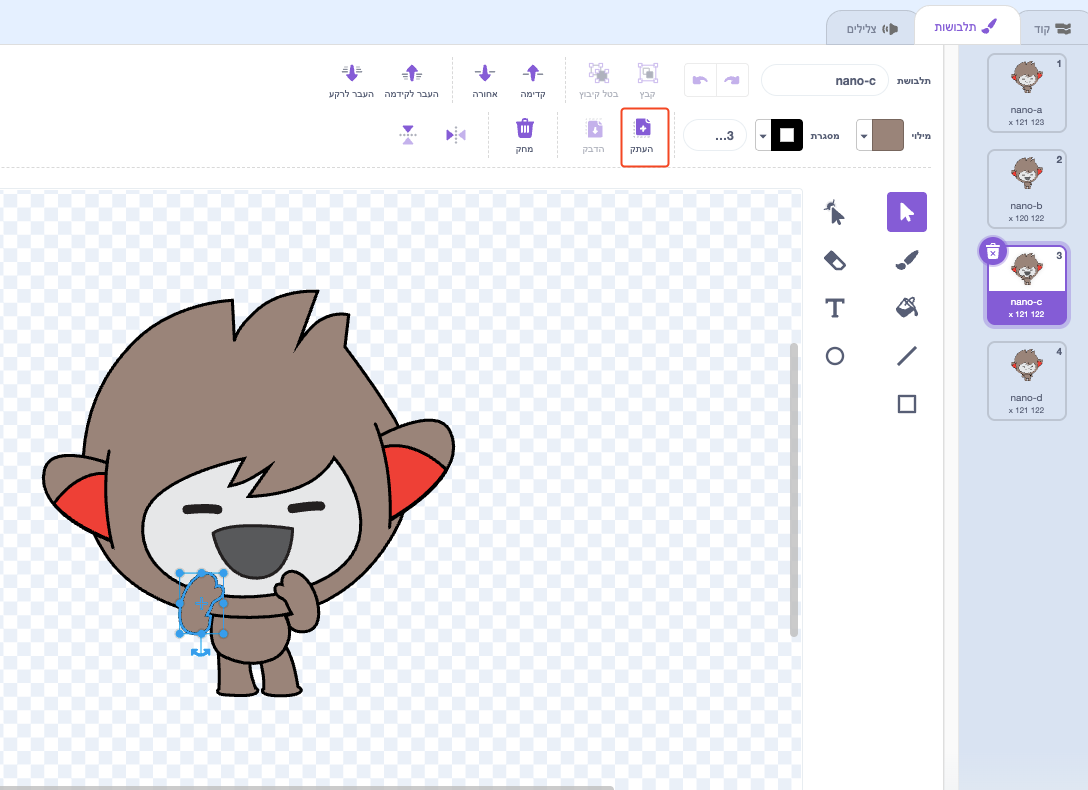 קוד
תלבושות
צלילים
תלבושת
nano-c
קבץ
בטל קיבוץ
קדימה
אחורה
העבר לקידמה
העבר לרקע
מילוי
מסגרת
3...
העתק
הדבק
מחק
1
nano-a
121 x 123
2
nano-b
120 x 122
3
nano-c
121 x 122
4
nano-d
121 x 122